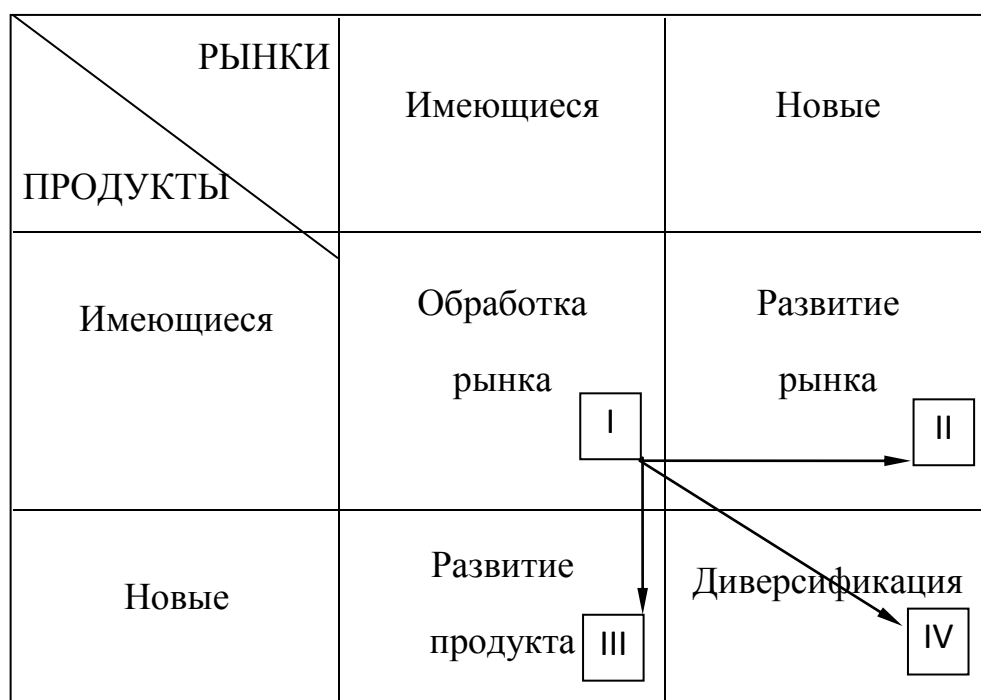 РЫНКИ
ПРОДУКТЫ
Имеющиеся
Новые
Имеющиеся
Обработка
рынка
I
Развитие
рынка
II
Новые
Развитие
продукта
III
Диверсификация
IV